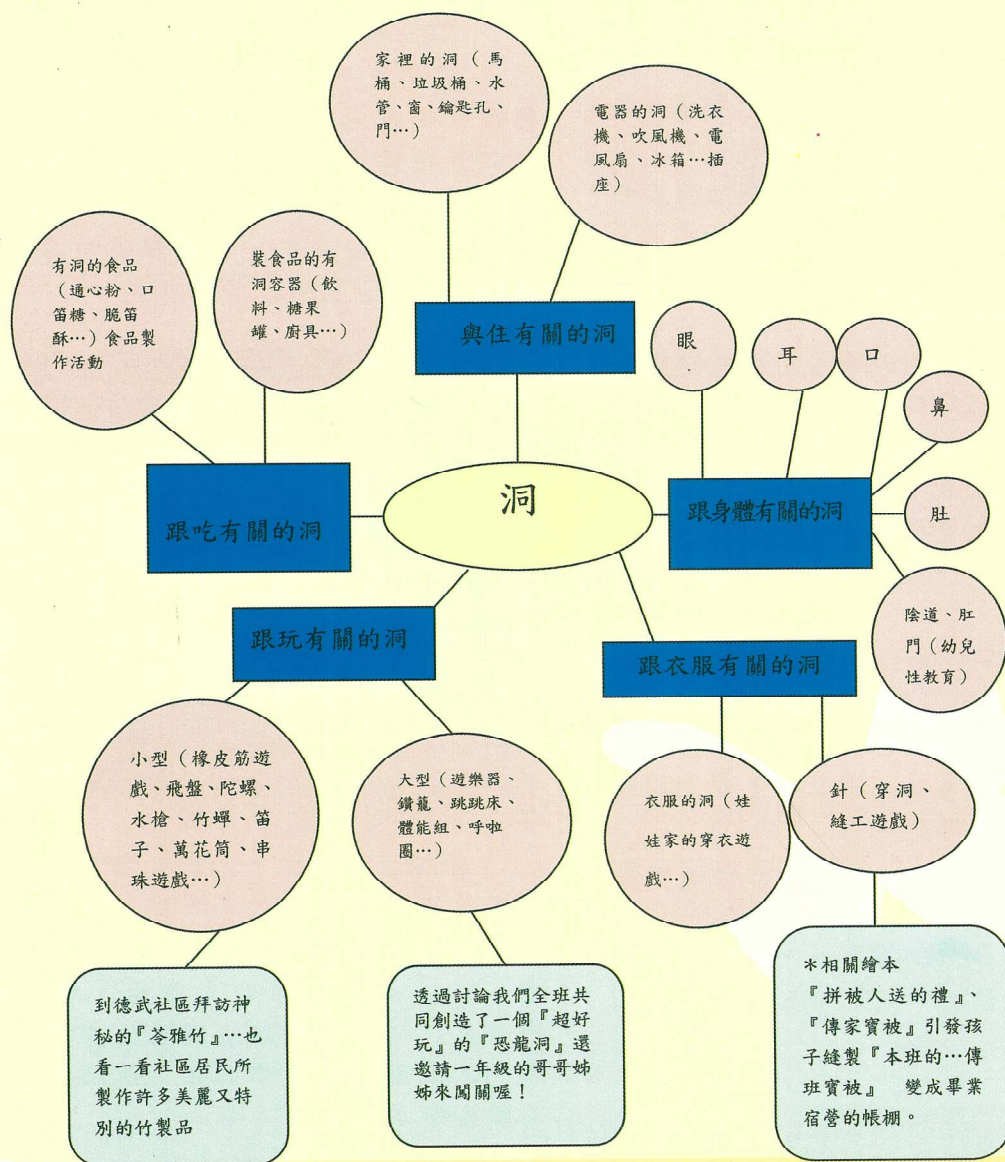 家裡的洞（馬
桶、垃圾桶、水
管、窗、鑰匙孔、
門…）
電器的洞（洗衣
機、吹風機、電
風扇、冰箱…插
座）
有洞的食品
（通心粉、口
笛糖、脆笛
酥…）食品製
作活動
裝食品的有
洞容器（飲
料、糖果
罐、廚具…）
與住有關的洞
眼
耳
口
鼻
肚
陰道、肛
門（幼兒
性教育）
跟吃有關的洞
洞
跟身體有關的洞
跟玩有關的洞
跟衣服有關的洞
小型（橡皮筋遊
戲、飛盤、陀螺、
水槍、竹蟬、笛
子、萬花筒、串
珠遊戲…）
大型（遊樂器、
鑽籠、跳跳床、
體能組、呼啦
圈…）
衣服的洞（娃
娃家的穿衣遊
戲…）
針（穿洞、
縫工遊戲）
到德武社區拜訪神
秘的『苓雅竹』…也
看一看社區居民所
製作許多美麗又特
別的竹製品
透過討論我們全班共
同創造了一個『超好
玩』的『恐龍洞』還
邀請一年級的哥哥姊
姊來闖關喔！
＊相關繪本
『拼被人送的禮』、
『傳家寶被』引發孩
子縫製『本班的…傳
班寶被』 變成畢業
宿營的帳棚。